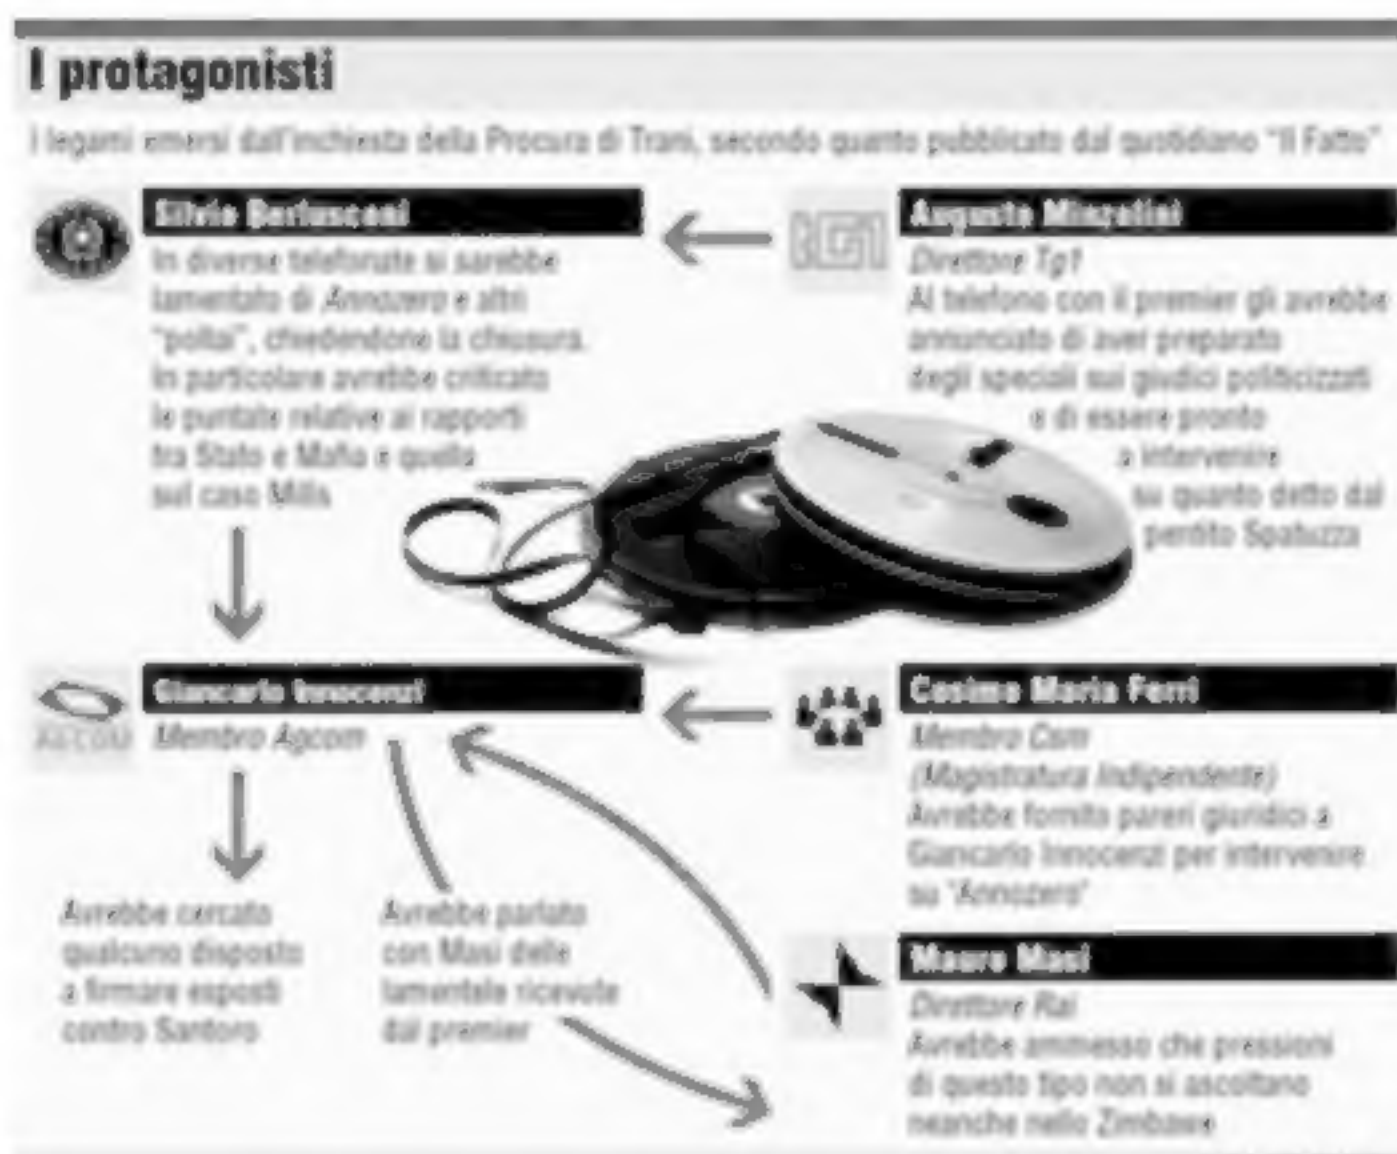 I protagonisti
I legami emersi dall'inchiesta della Procura di Trani, secondo quanto pubblicato dal quotidiano "Il Fatto"
Silvio Berlusconi
In diverse telefonate si sarebbe
lamentato di Annozero e altri
"pollai", chiedendone la chiusura.
In particolare avrebbe criticato
le puntate relative ai rapporti
tra Stato e Mafia e quella
sul caso Mills
TG1
Augusto Minzolini
Direttore Tg1
Al telefono con il premier gli avrebbe
annunciato di aver preparato
degli speciali sui giudici politicizzati
e di essere pronto
a intervenire
su quanto detto dal
pentito Spatuzza
AGCOM
Giancarlo Innocenzi
Membro Agcom
Avrebbe cercato
qualcuno disposto
a firmare esposti
contro Santoro
Avrebbe parlato
con Masi delle
lamentele ricevute
dal premier
Cosimo Maria Ferri
Membro Csm
(Magistratura Indipendente)
Avrebbe fornito pareri giuridici a
Giancarlo Innocenzi per intervenire
su "Annozero"
Mauro Masi
Direttore Rai
Avrebbe ammesso che pressioni
di questo tipo non si ascoltano
neanche nello Zimbawe